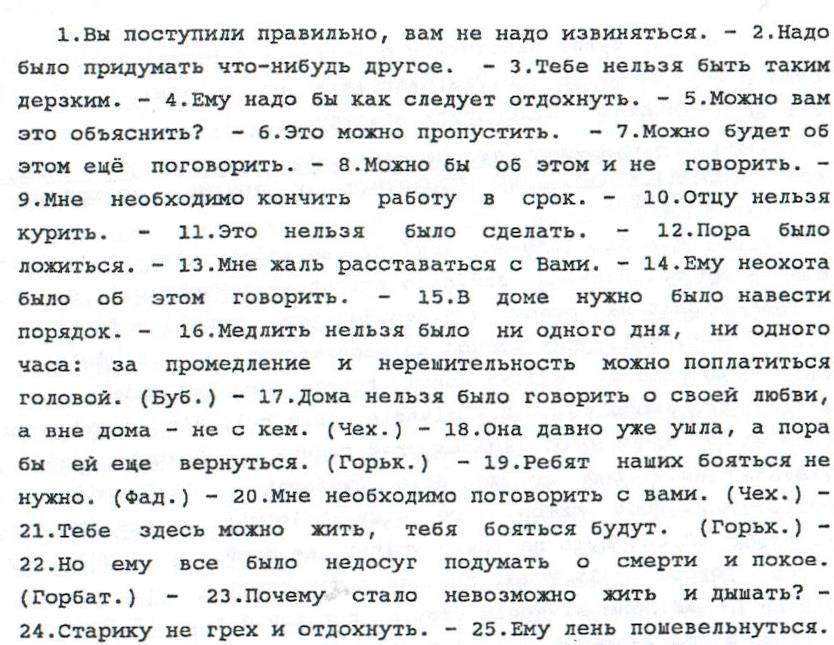 1.Вы поступили правильно, вам не надо извиняться. – 2.Надо
было придумать что-нибудь другое. – 3.Тебе нельзя быть таким
дерзким. – 4.Ему надо бы как следует отдохнуть. – 5.Можно вам
это объяснить? – 6.Это можно пропустить. – 7.Можно будет об
этом ещё поговорить. – 8.Можно бы об этом и не говорить. –
9.Мне необходимо кончить работу в срок. – 10.Отцу нельзя
курить. – 11.Это нельзя было сделать. – 12.Пора было
ложиться. – 13.Мне жаль расставаться с Вами. – 14.Ему неохота
было об этом говорить. – 15.В доме нужно было навести
порядок. – 16.Медлить нельзя было ни одного дня, ни одного
часа: за промедление и нерешительность можно поплатиться
головой. (Буб.) – 17.Дома нельзя было говорить о своей любви,
а вне дома – не с кем. (Чех.) – 18.Она давно уже ушла, а пора
бы ей еще вернуться. (Горьк.) – 19.Ребят наших бояться не
нужно. (Фад.) – 20.Мне необходимо поговорить с вами. (Чех.) –
21.Тебе здесь можно жить, тебя бояться будут. (Горьк.) –
22.Но ему все было недосуг подумать о смерти и покое.
(Горбат.) – 23.Почему стало невозможно жить и дышать? –
24.Старику не грех и отдохнуть. – 25.Ему лень пошевельнуться.